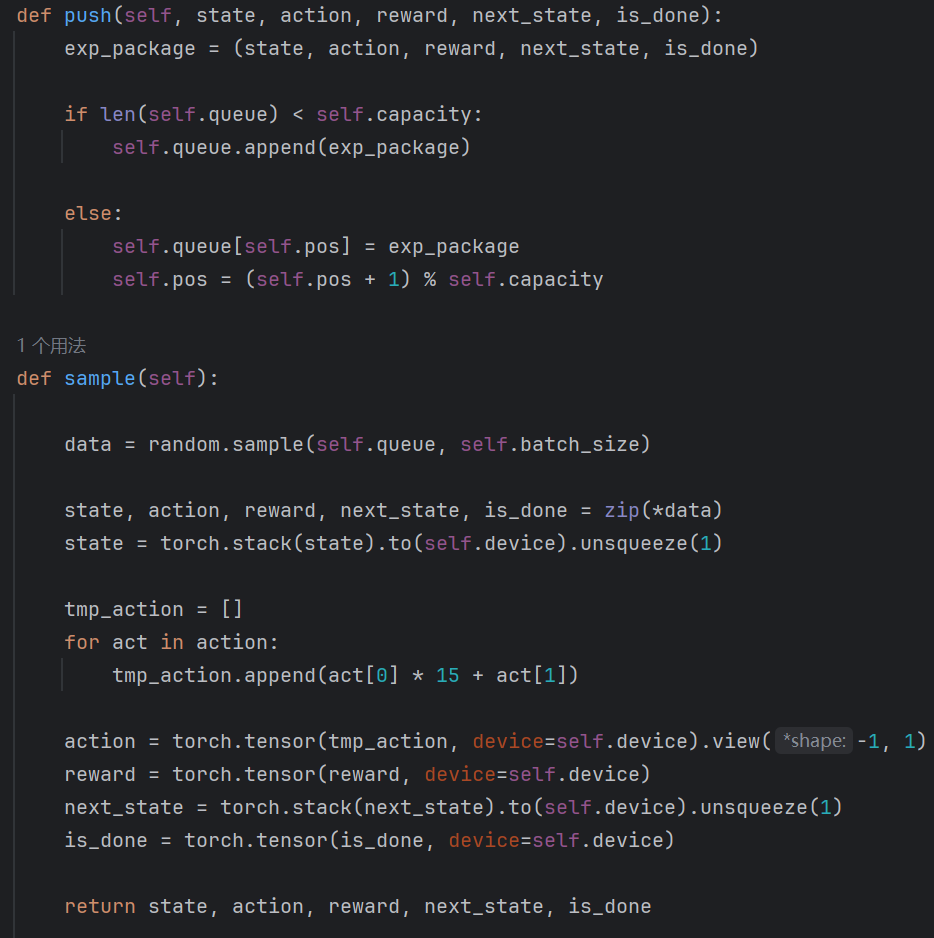 def push(self, state, action, reward, next_state, is_done):
    exp_package = (state, action, reward, next_state, is_done)

    if len(self.queue) < self.capacity:
        self.queue.append(exp_package)

    else:
        self.queue[self.pos] = exp_package
        self.pos = (self.pos + 1) % self.capacity

1 个用法
def sample(self):

    data = random.sample(self.queue, self.batch_size)

    state, action, reward, next_state, is_done = zip(*data)
    state = torch.stack(state).to(self.device).unsqueeze(1)

    tmp_action = []
    for act in action:
        tmp_action.append(act[0] * 15 + act[1])

    action = torch.tensor(tmp_action, device=self.device).view( *shape: -1, 1)
    reward = torch.tensor(reward, device=self.device)
    next_state = torch.stack(next_state).to(self.device).unsqueeze(1)
    is_done = torch.tensor(is_done, device=self.device)

    return state, action, reward, next_state, is_done